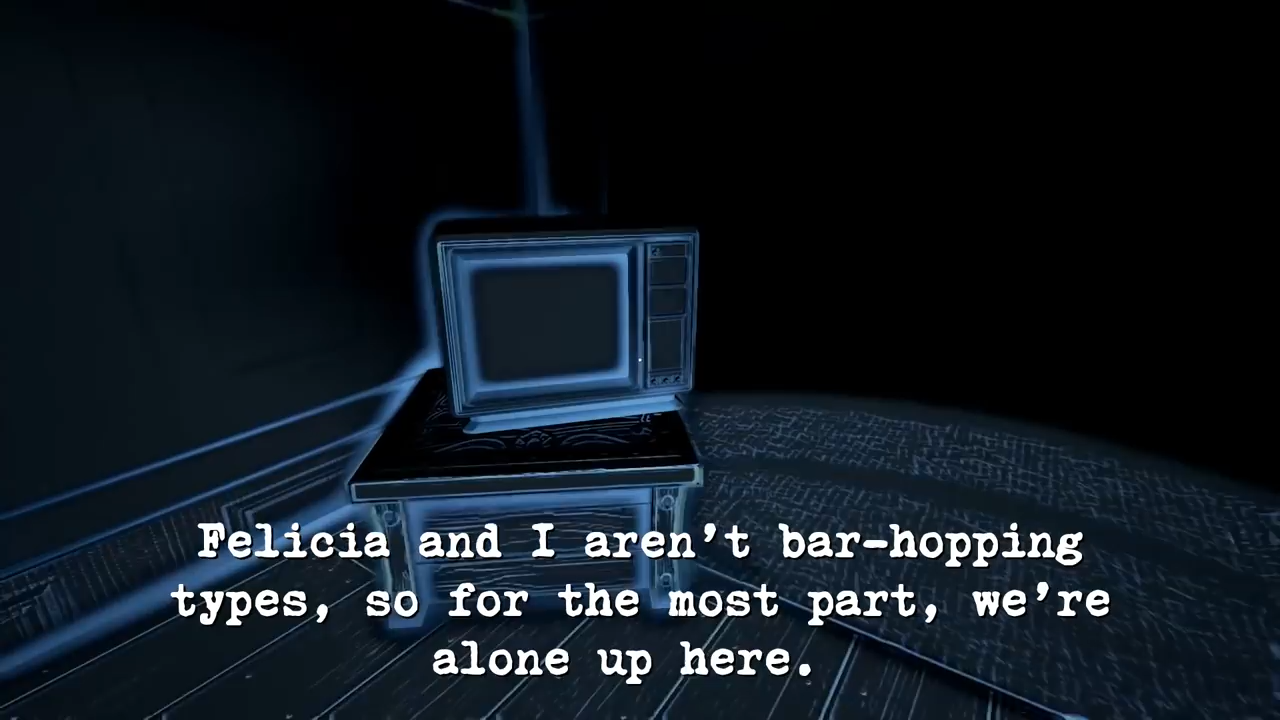 Felicia and I aren’t bar-hopping
types, so for the most part, we’re
alone up here.